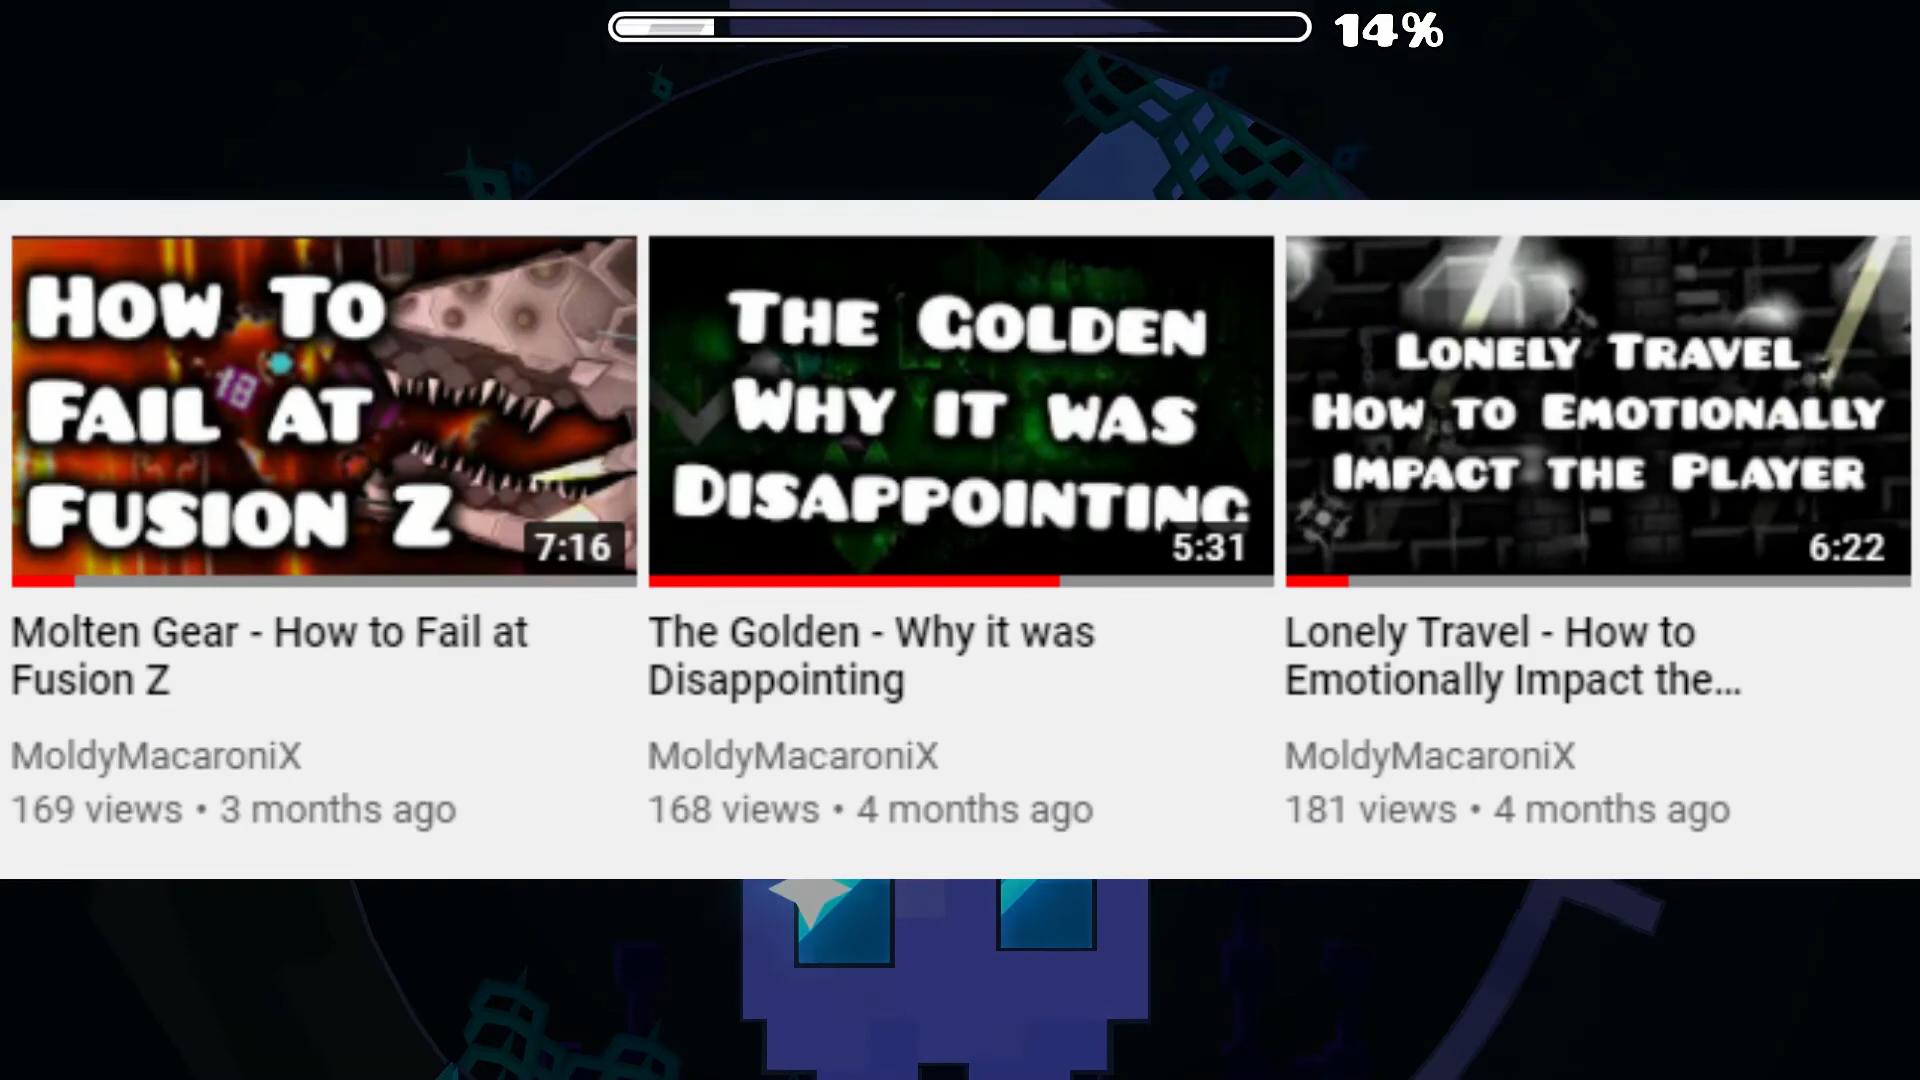 14%
How To
Fail at
Fusion Z
18
7:16
The Golden
Why it was
Disappointing
5:31
Lonely Travel
How to Emotionally
Impact the Player
6:22
Molten Gear - How to Fail at
Fusion Z
MoldyMacaroniX
169 views • 3 months ago
The Golden - Why it was
Disappointing
MoldyMacaroniX
168 views • 4 months ago
Lonely Travel - How to
Emotionally Impact the...
MoldyMacaroniX
181 views • 4 months ago